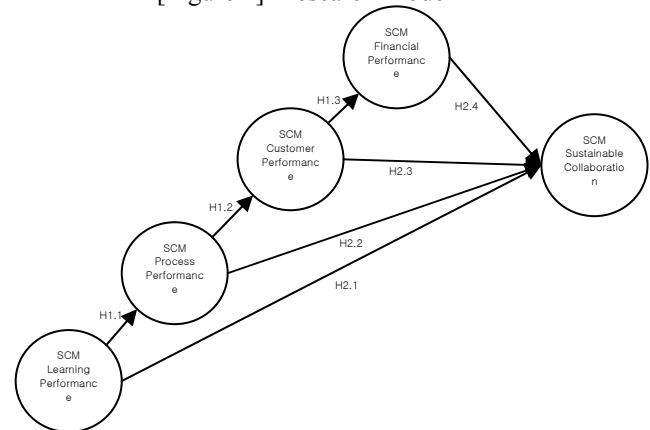 SCM
Financial
Performanc
e
H1.3
H2.4
SCM
Customer
Performanc
e
SCM
Sustainable
Collaboratio
n
H2.3
H1.2
SCM
Process
Performanc
e
H2.2
H2.1
H1.1
SCM
Learning
Performanc
e